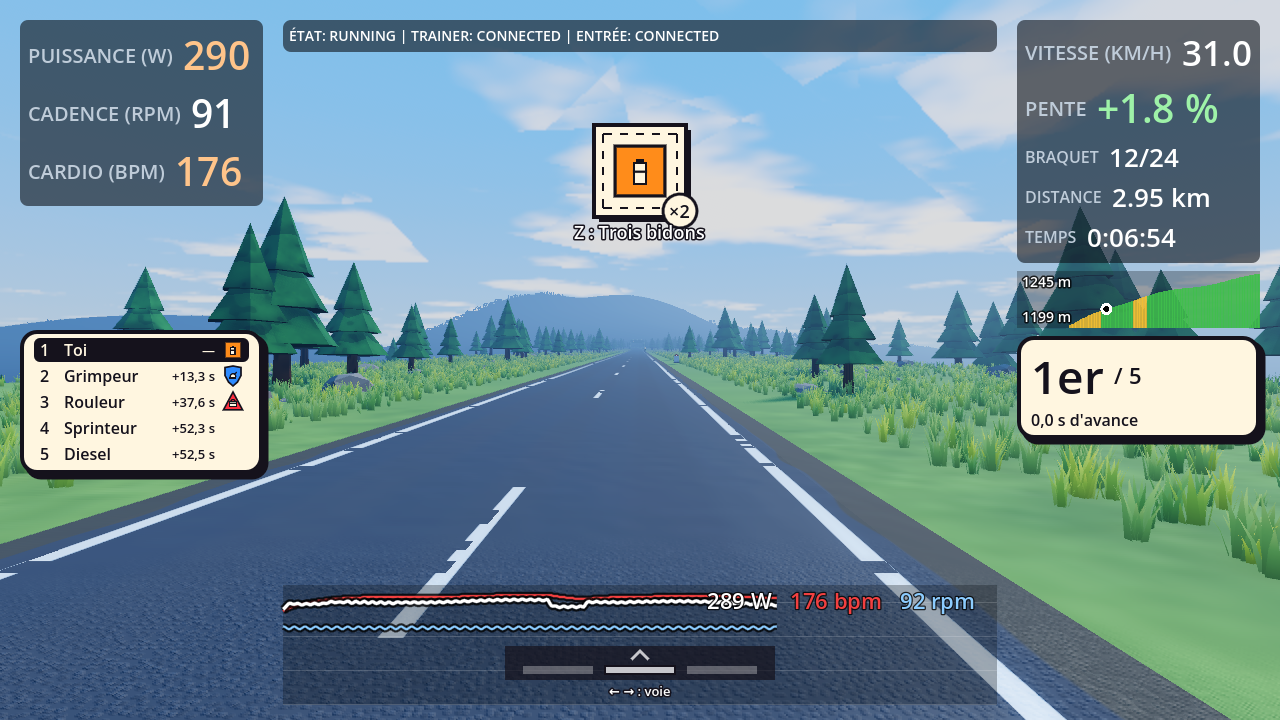 PUISSANCE (W) 290
CADENCE (RPM) 91
CARDIO (BPM) 176
ÉTAT: RUNNING | TRAINER: CONNECTED | ENTRÉE: CONNECTED
VITESSE (KM/H) 31.0
PENTE +1.8 %
BRAQUET 12/24
DISTANCE 2.95 km
TEMPS 0:06:54
×2
Z : Trois bidons
1245 m
1199 m
1 Toi —
2 Grimpeur +13,3 s
3 Rouleur +37,6 s
4 Sprinteur +52,3 s
5 Diesel +52,5 s
1er / 5
0,0 s d'avance
289 W 176 bpm 92 rpm
← → : voie